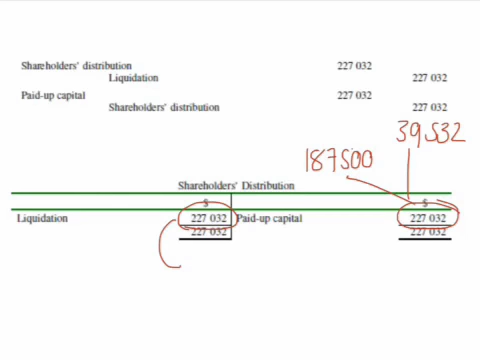 Shareholders' distribution 227 032
Liquidation 227 032
Paid-up capital 227 032
Shareholders' distribution 227 032
39 532
187 500
Shareholders' Distribution
$ $
Liquidation 227 032 Paid-up capital 227 032
227 032 227 032